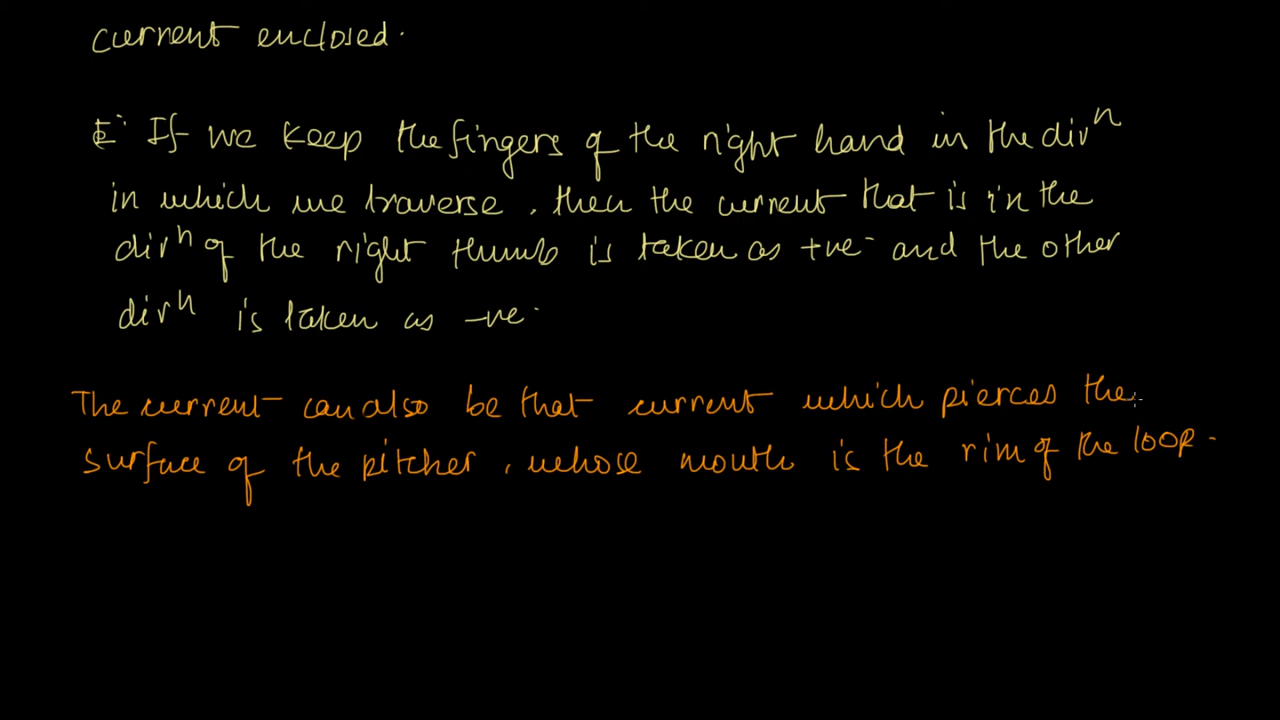 current enclosed.
E: If we keep the fingers of the right hand in the dirⁿ
in which we traverse, then the current that is in the
dirⁿ of the right thumb is taken as +ve and the other
dirⁿ is taken as -ve.
The current can also be that current which pierces the
surface of the pitcher, whose mouth is the rim of the loop.